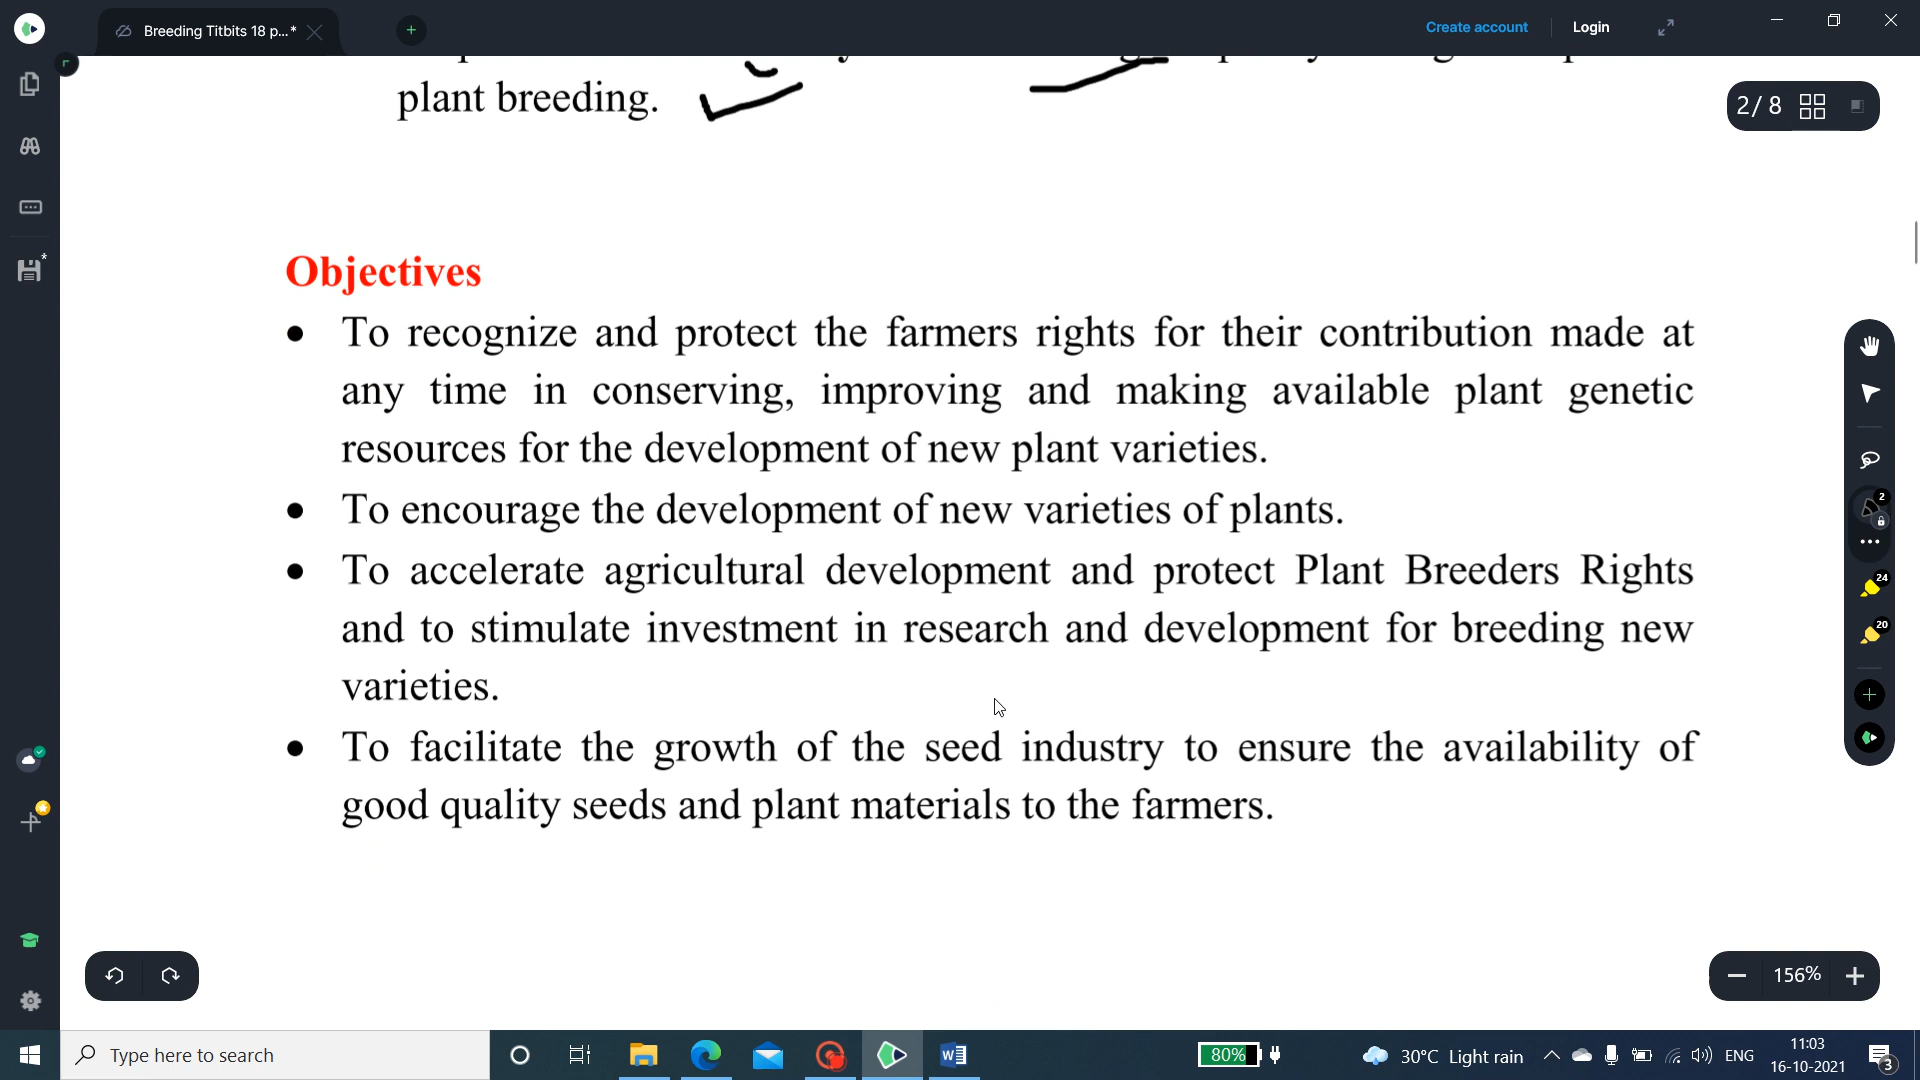 Breeding Titbits 18 p...*
Create account
Login
plant breeding.
2/ 8
Objectives
• To recognize and protect the farmers rights for their contribution made at
any time in conserving, improving and making available plant genetic
resources for the development of new plant varieties.
• To encourage the development of new varieties of plants.
• To accelerate agricultural development and protect Plant Breeders Rights
and to stimulate investment in research and development for breeding new
varieties.
• To facilitate the growth of the seed industry to ensure the availability of
good quality seeds and plant materials to the farmers.
2
24
20
156%
Type here to search
80%
30°C Light rain
ENG
11:03
16-10-2021
3